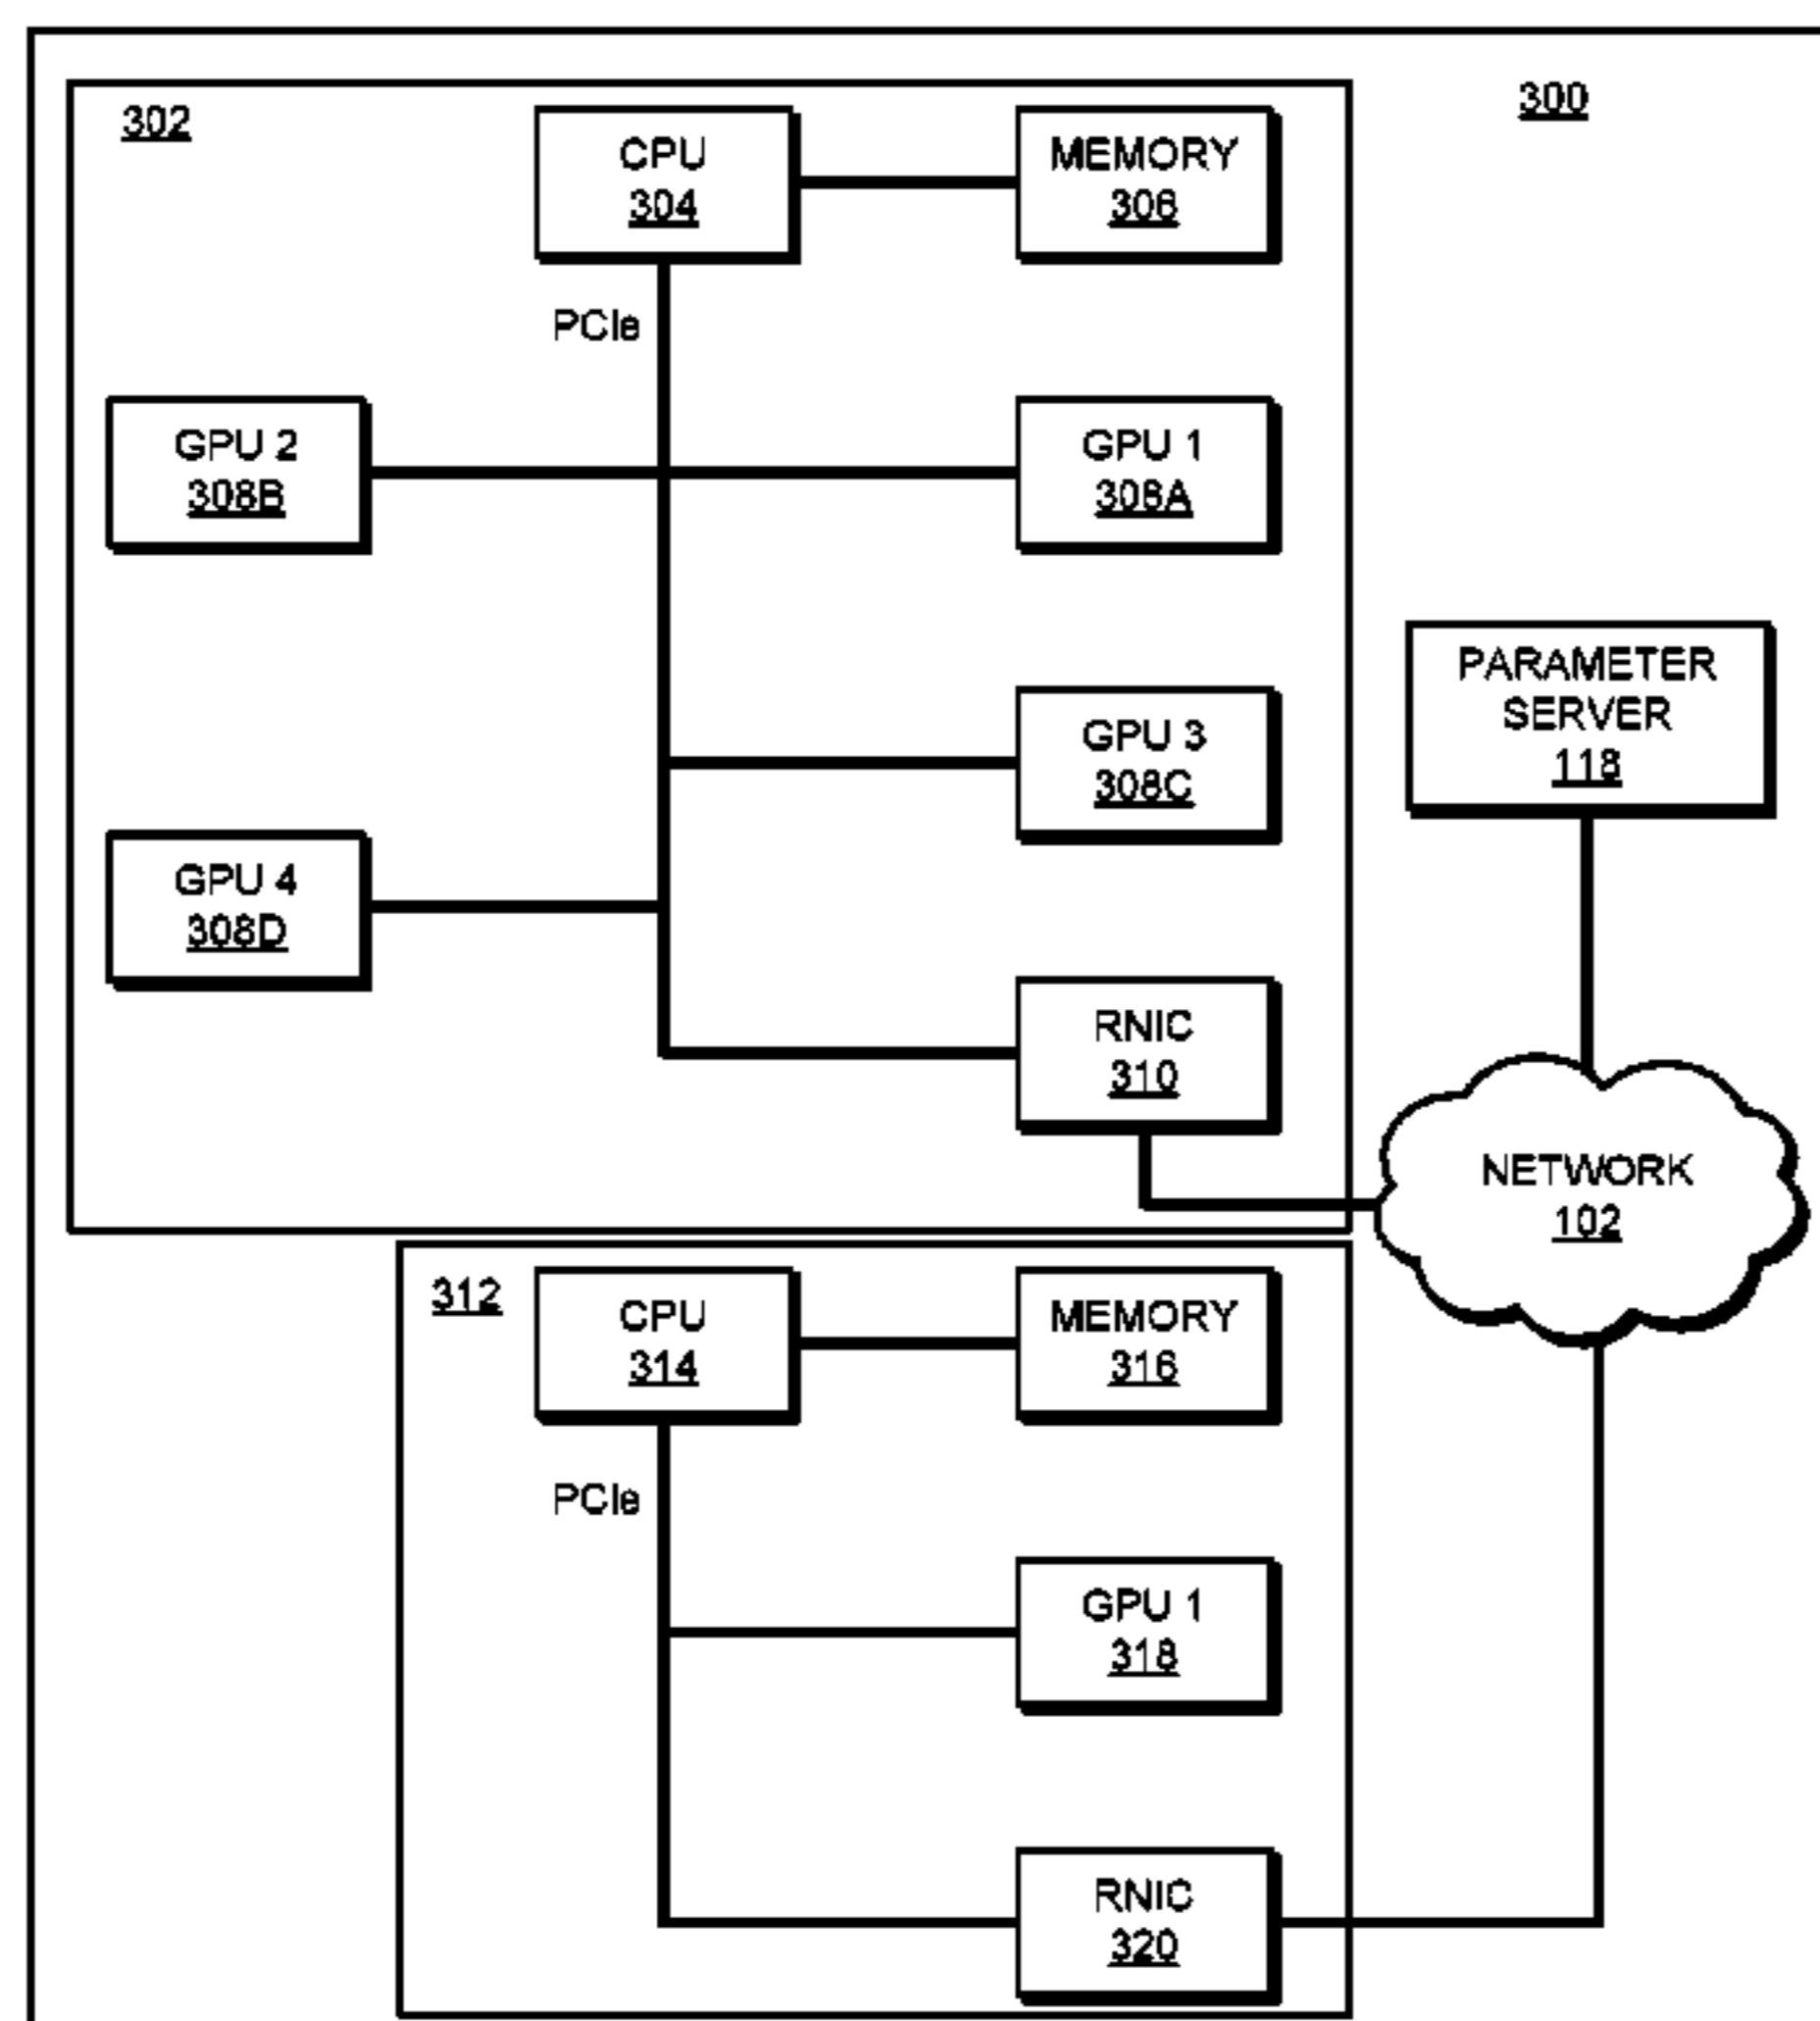 300
302
CPU
304
MEMORY
306
PCIe
GPU 2
308B
GPU 1
308A
PARAMETER
SERVER
118
GPU 3
308C
GPU 4
308D
RNIC
310
NETWORK
102
312
CPU
314
MEMORY
316
PCIe
GPU 1
318
RNIC
320